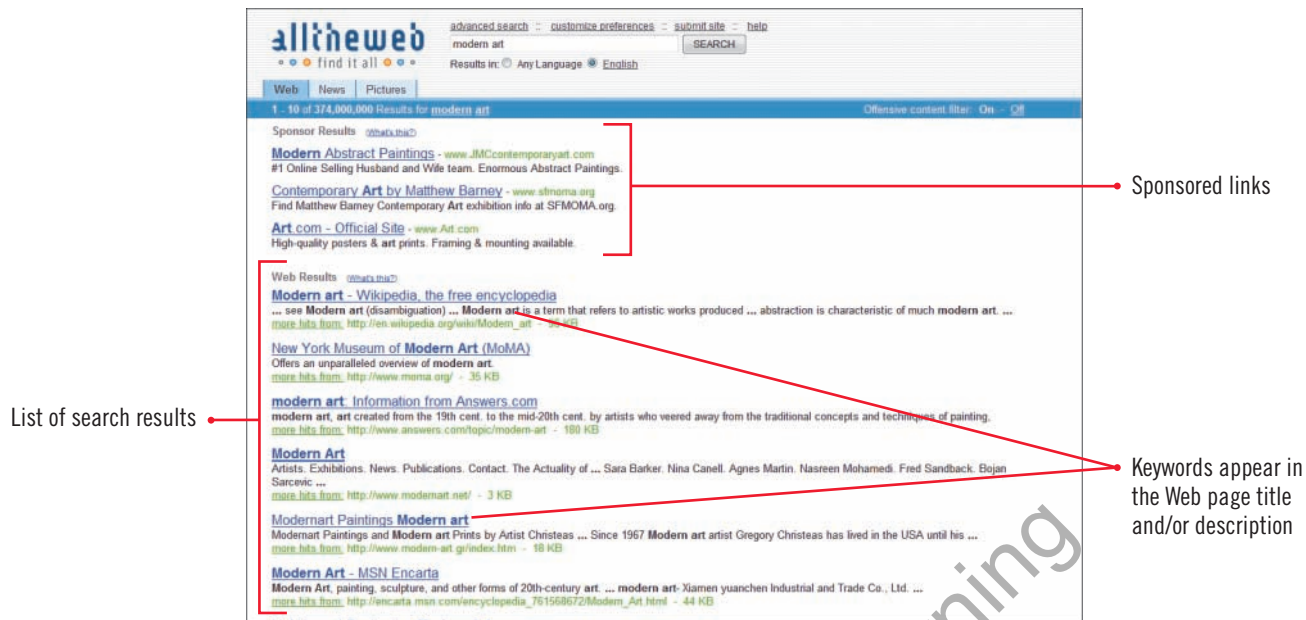 alltheweb
find it all
advanced search :: customize preferences :: submit site :: help
modern art
SEARCH
Results in: Any Language English
Web News Pictures
1 - 10 of 374,000,000 Results for modern art
Offensive content filter: On - Off
Sponsor Results (What's this?)
Modern Abstract Paintings - www.JMCcontemporaryart.com
#1 Online Selling Husband and Wife team. Enormous Abstract Paintings.
Contemporary Art by Matthew Barney - www.sfmoma.org
Find Matthew Barney Contemporary Art exhibition info at SFMOMA.org.
Art.com - Official Site - www.Art.com
High-quality posters & art prints. Framing & mounting available.
Sponsored links
Web Results (What's this?)
Modern art - Wikipedia, the free encyclopedia
... see Modern art (disambiguation) ... Modern art is a term that refers to artistic works produced ... abstraction is characteristic of much modern art. ...
more hits from: http://en.wikipedia.org/wiki/Modern_art - 95 KB
New York Museum of Modern Art (MoMA)
Offers an unparalleled overview of modern art.
more hits from: http://www.moma.org/ - 35 KB
modern art: Information from Answers.com
modern art, art created from the 19th cent. to the mid-20th cent. by artists who veered away from the traditional concepts and techniques of painting,
more hits from: http://www.answers.com/topic/modern-art - 180 KB
Modern Art
Artists. Exhibitions. News. Publications. Contact. The Actuality of ... Sara Barker. Nina Canell. Agnes Martin. Nasreen Mohamedi. Fred Sandback. Bojan
Sarcevic ...
more hits from: http://www.modernart.net/ - 3 KB
Modernart Paintings Modern art
Modernart Paintings and Modern art Prints by Artist Christeas ... Since 1967 Modern art artist Gregory Christeas has lived in the USA until his ...
more hits from: http://www.modern-art.gr/index.htm - 18 KB
Modern Art - MSN Encarta
Modern Art, painting, sculpture, and other forms of 20th-century art. ... modern art- Xiamen yuanchen Industrial and Trade Co., Ltd. ...
more hits from: http://encarta.msn.com/encyclopedia_761568672/Modern_Art.html - 44 KB
List of search results
Keywords appear in
the Web page title
and/or description